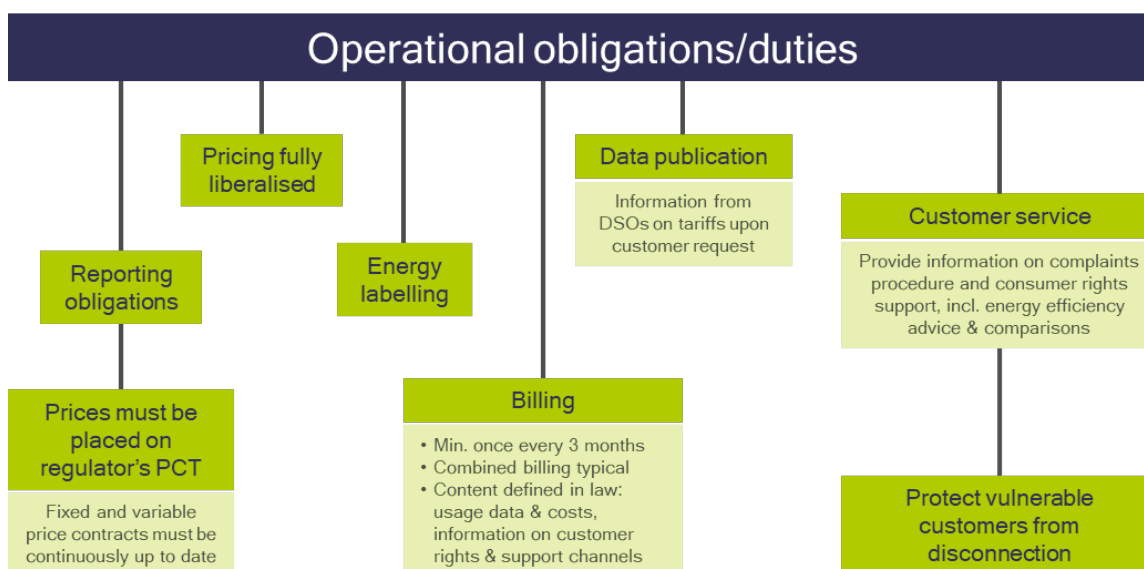 Operational obligations/duties
Pricing fully
liberalised
Data publication
Information from
DSOs on tariffs upon
customer request
Customer service
Provide information on complaints
procedure and consumer rights
support, incl. energy efficiency
advice & comparisons
Reporting
obligations
Energy
labelling
Prices must be
placed on
regulator's PCT
Fixed and variable
price contracts must be
continuously up to date
Billing
• Min. once every 3 months
• Combined billing typical
• Content defined in law:
usage data & costs,
information on customer
rights & support channels
Protect vulnerable
customers from
disconnection